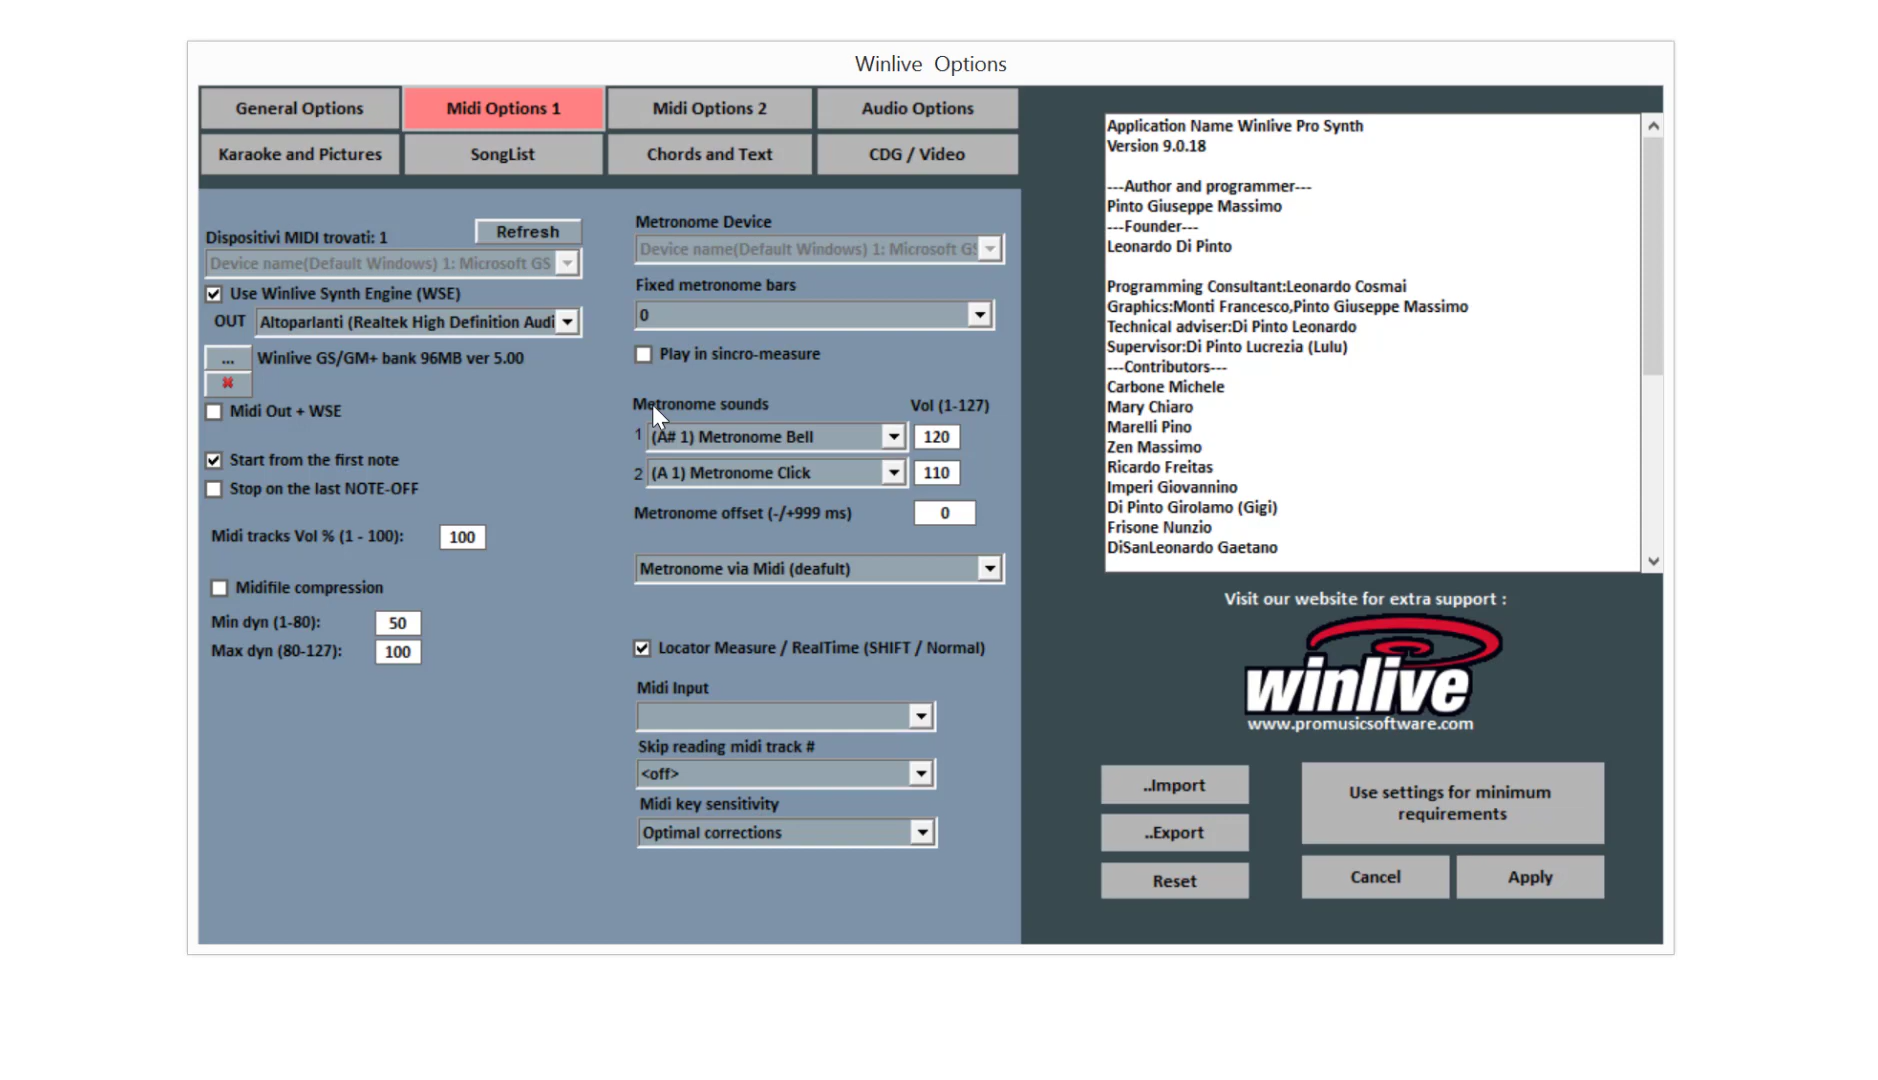 Winlive  Options
General Options
Midi Options 1
Midi Options 2
Audio Options
Karaoke and Pictures
SongList
Chords and Text
CDG / Video
Dispositivi MIDI trovati: 1
Refresh
Device name(Default Windows) 1: Microsoft GS
Use Winlive Synth Engine (WSE)
OUT
Altoparlanti (Realtek High Definition Audi
...
Winlive GS/GM+ bank 96MB ver 5.00
Midi Out + WSE
Start from the first note
Stop on the last NOTE-OFF
Midi tracks Vol % (1 - 100):
100
Midifile compression
Min dyn (1-80):
50
Max dyn (80-127):
100
Metronome Device
Device name(Default Windows) 1: Microsoft GS
Fixed metronome bars
0
Play in sincro-measure
Metronome sounds
Vol (1-127)
1
(A# 1) Metronome Bell
120
2
(A 1) Metronome Click
110
Metronome offset (-/+999 ms)
0
Metronome via Midi (deafult)
Locator Measure / RealTime (SHIFT / Normal)
Midi Input
Skip reading midi track #
<off>
Midi key sensitivity
Optimal corrections
Application Name Winlive Pro Synth
Version 9.0.18
---Author and programmer---
Pinto Giuseppe Massimo
---Founder---
Leonardo Di Pinto
Programming Consultant:Leonardo Cosmai
Graphics:Monti Francesco,Pinto Giuseppe Massimo
Technical adviser:Di Pinto Leonardo
Supervisor:Di Pinto Lucrezia (Lulu)
---Contributors---
Carbone Michele
Mary Chiaro
Marelli Pino
Zen Massimo
Ricardo Freitas
Imperi Giovannino
Di Pinto Girolamo (Gigi)
Frisone Nunzio
DiSanLeonardo Gaetano
Visit our website for extra support :
winlive
www.promusicsoftware.com
..Import
..Export
Reset
Use settings for minimum
requirements
Cancel
Apply